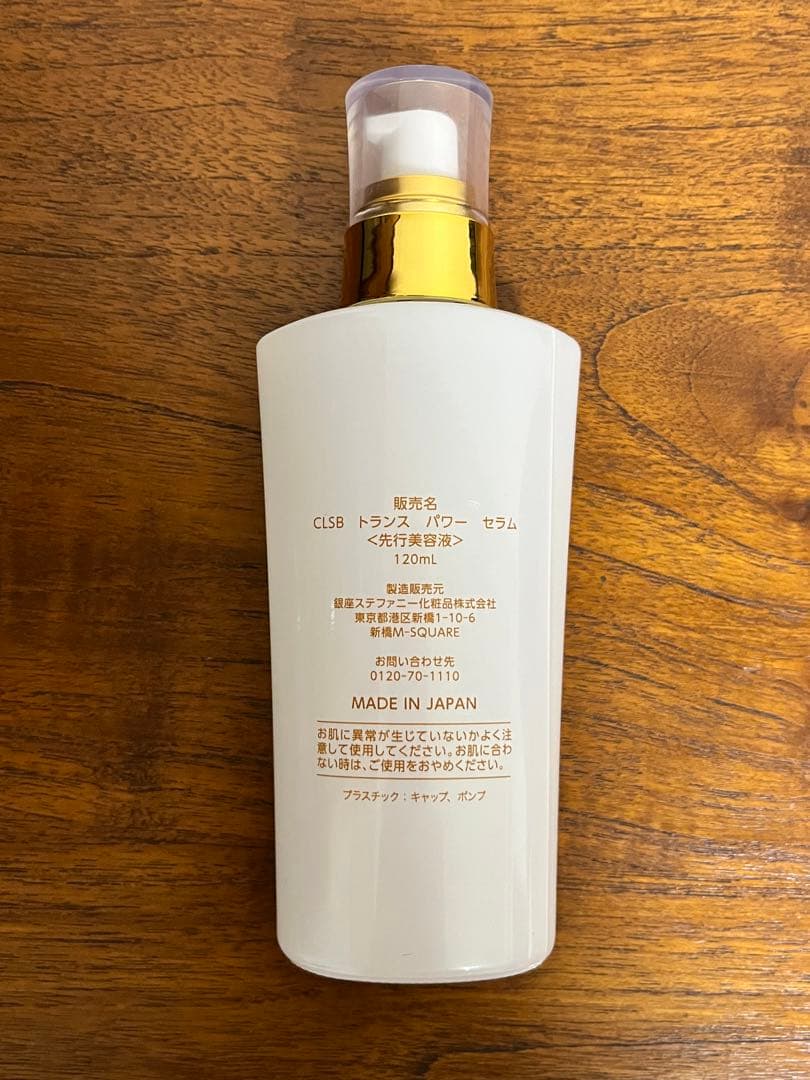 販売名
CLSB トランス パワー セラム
<先行美容液>
120mL
製造販売元
銀座ステファニー化粧品株式会社
東京都港区新橋1-10-6
新橋M-SQUARE
お問い合わせ先
0120-70-1110
MADE IN JAPAN
お肌に異常が生じていないかよく注
意して使用してください。お肌に合わ
ない時は、ご使用をおやめください。
プラスチック：キャップ、ポンプ